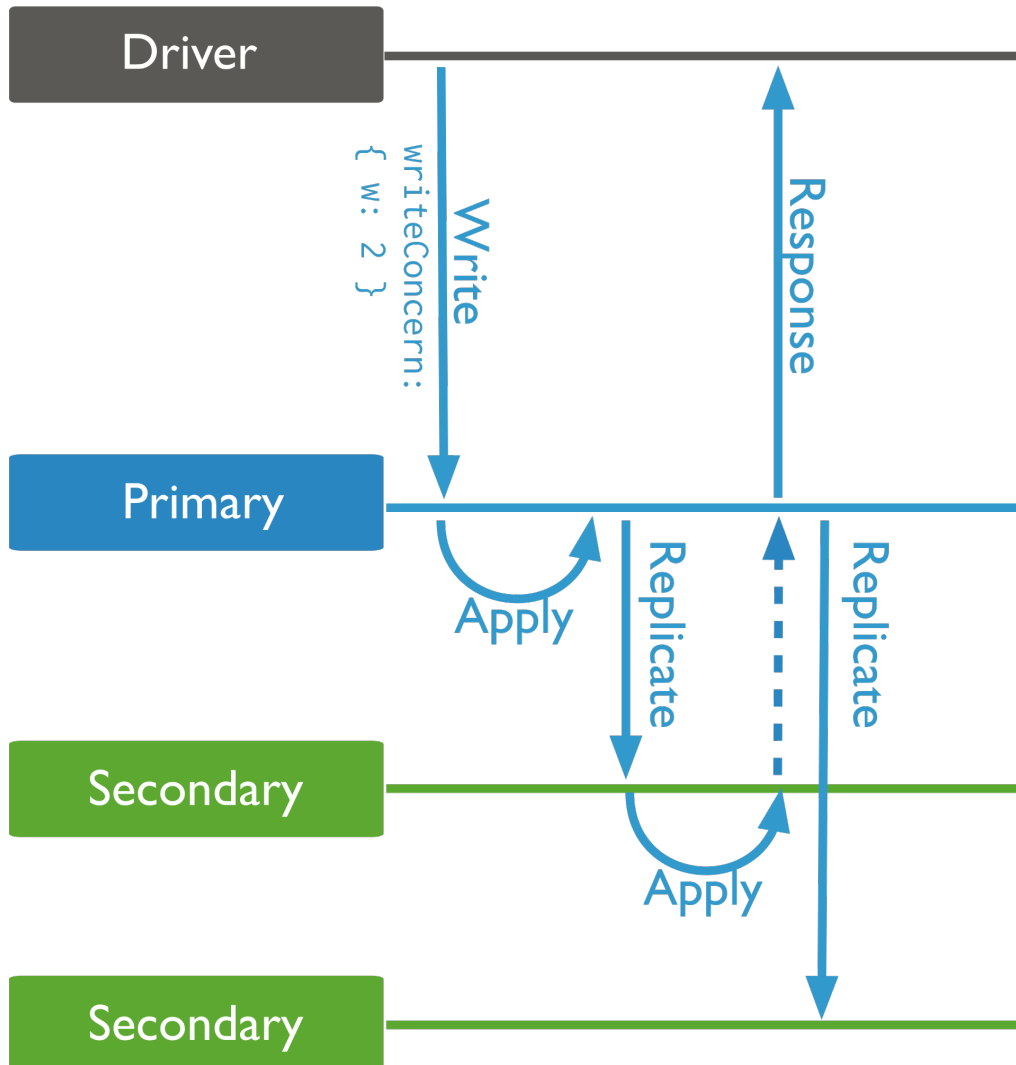 Driver
Write
writeConcern:
{ w: 2 }
Response
Primary
Apply
Replicate
Replicate
Secondary
Apply
Secondary